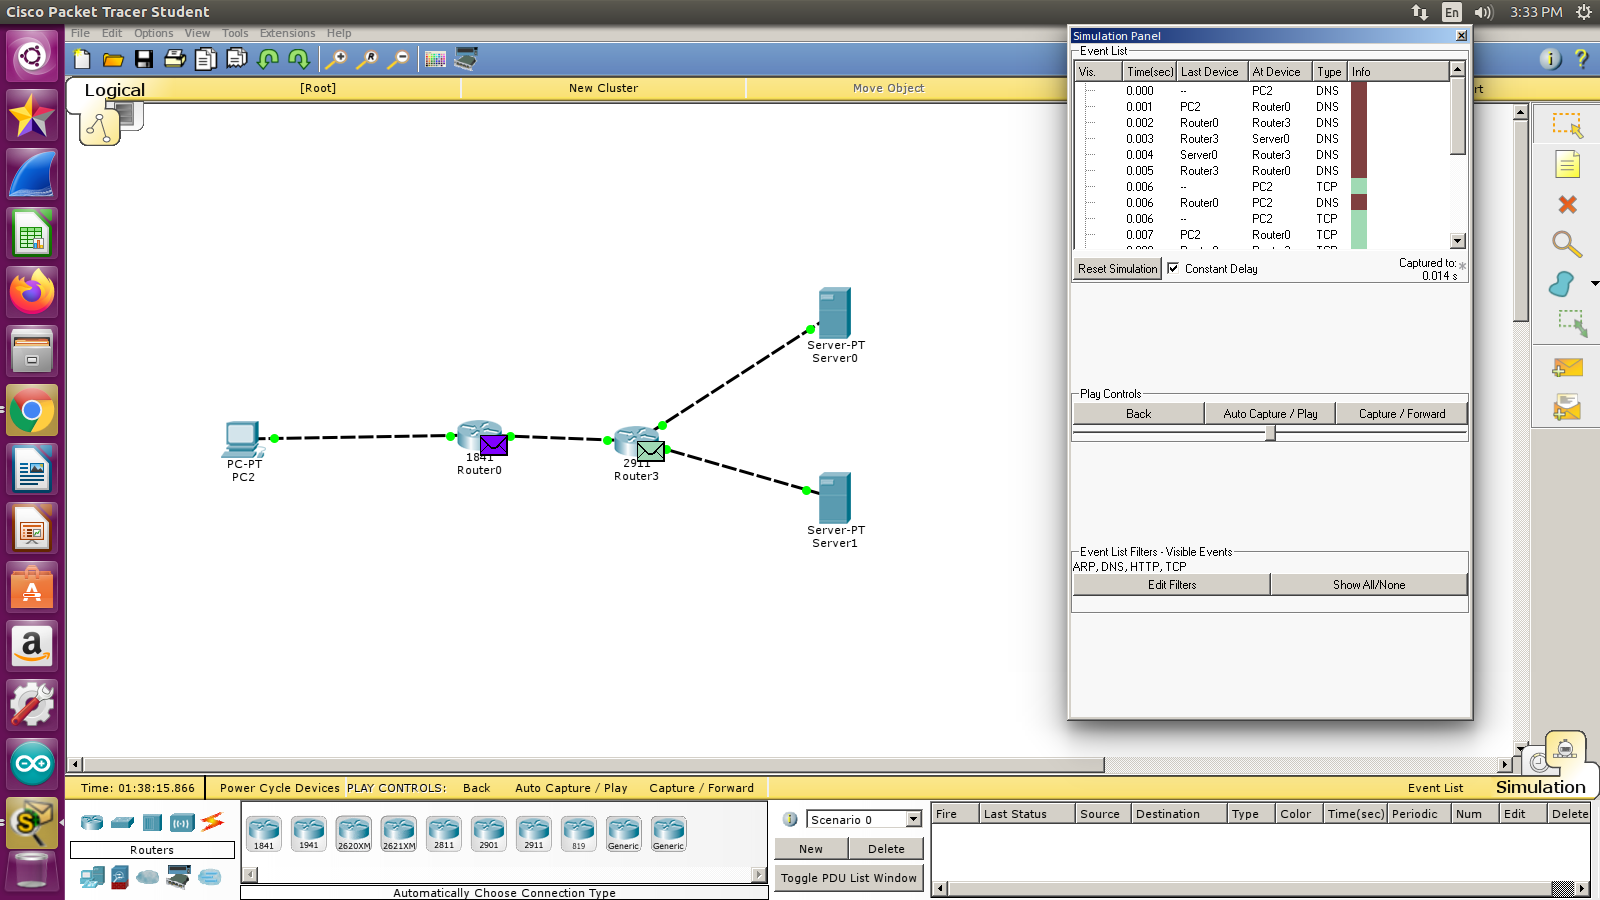 Cisco Packet Tracer Student
En
3:33 PM
File Edit Options View Tools Extensions Help
Logical
[Root]
New Cluster
Move Object
rt
Simulation Panel
Event List
Vis. Time(sec) Last Device At Device Type Info
0.000 -- PC2 DNS
0.001 PC2 Router0 DNS
0.002 Router0 Router3 DNS
0.003 Router3 Server0 DNS
0.004 Server0 Router3 DNS
0.005 Router3 Router0 DNS
0.006 -- PC2 TCP
0.006 Router0 PC2 DNS
0.006 -- PC2 TCP
0.007 PC2 Router0 TCP
Reset Simulation
Constant Delay
Captured to: *
0.014 s
Play Controls
Back
Auto Capture / Play
Capture / Forward
Event List Filters - Visible Events
ARP, DNS, HTTP, TCP
Edit Filters
Show All/None
Server-PT
Server0
PC-PT
PC2
1841
Router0
2911
Router3
Server-PT
Server1
Time: 01:38:15.866
Power Cycle Devices
PLAY CONTROLS:
Back
Auto Capture / Play
Capture / Forward
Event List
Simulation
Routers
1841 1941 2620XM 2621XM 2811 2901 2911 819 Generic Generic
Automatically Choose Connection Type
Scenario 0
New
Delete
Toggle PDU List Window
Fire Last Status Source Destination Type Color Time(sec) Periodic Num Edit Delete